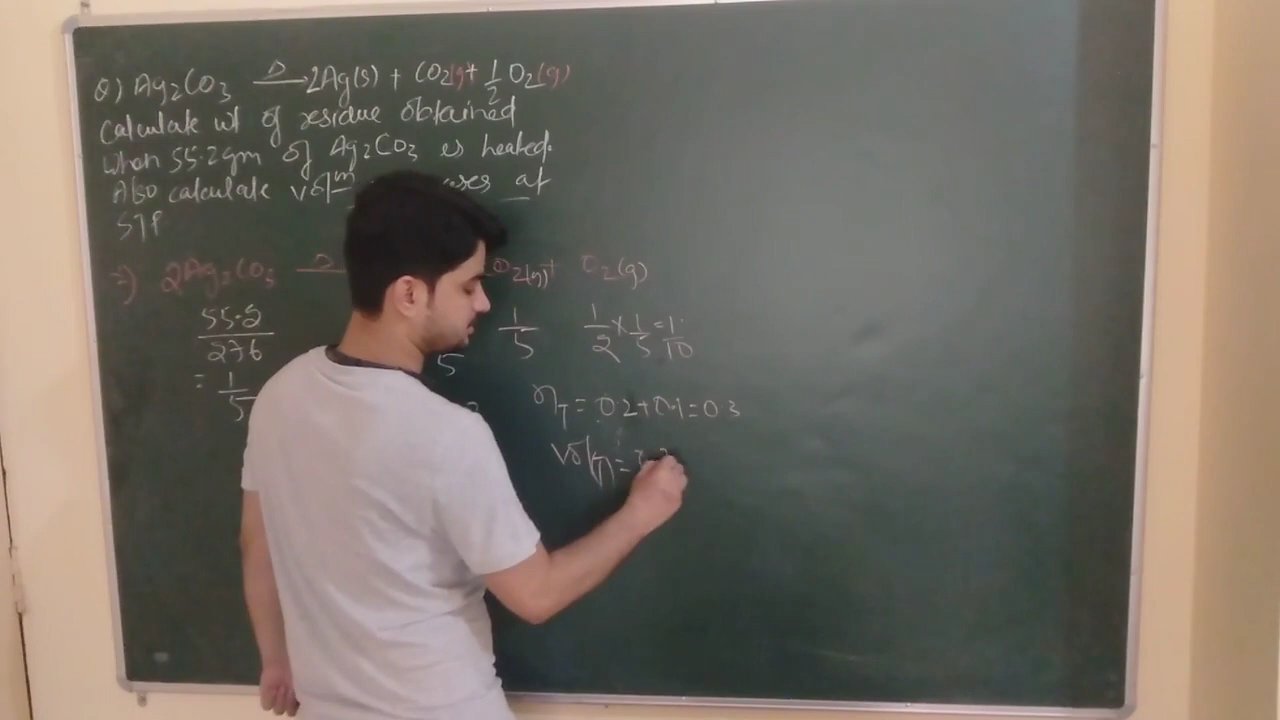 Q) Ag2CO3 Δ→ 2Ag(s) + CO2(g)+ 1/2 O2(g)
Calculate wt of residue obtained
when 55.2gm of Ag2CO3 is heated.
Also calculate volm at
STP
⇒) 2Ag2CO3 Δ O2(g)+ O2(g)
55.2/276 1/5 1/2 × 1/5 = 1/10
= 1/5 5
nT = 0.2+0.1=0.3
Vol(T) =